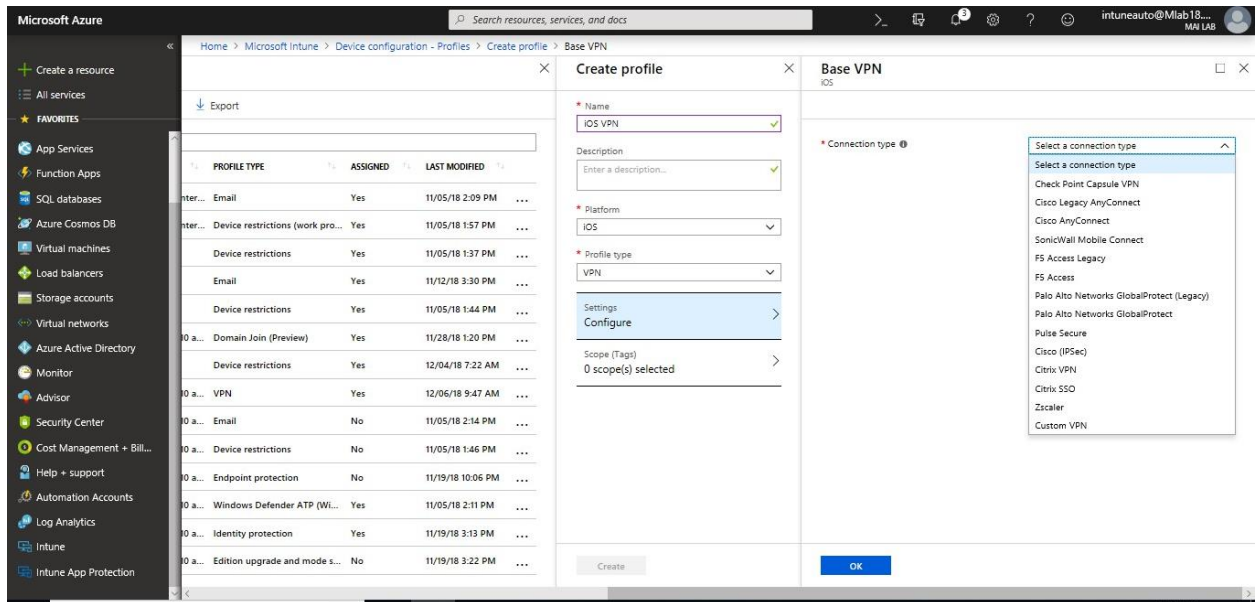 Microsoft Azure
Search resources, services, and docs
3
?
intuneauto@Mlab18....
MAI LAB
«
Home > Microsoft Intune > Device configuration - Profiles > Create profile > Base VPN
Create a resource
All services
FAVORITES
App Services
Function Apps
SQL databases
Azure Cosmos DB
Virtual machines
Load balancers
Storage accounts
Virtual networks
Azure Active Directory
Monitor
Advisor
Security Center
Cost Management + Bill...
Help + support
Automation Accounts
Log Analytics
Intune
Intune App Protection
Export
PROFILE TYPE ASSIGNED LAST MODIFIED
nter... Email Yes 11/05/18 2:09 PM ...
nter... Device restrictions (work pro... Yes 11/05/18 1:57 PM ...
Device restrictions Yes 11/05/18 1:37 PM ...
Email Yes 11/12/18 3:30 PM ...
Device restrictions Yes 11/05/18 1:44 PM ...
10 a... Domain Join (Preview) Yes 11/28/18 1:20 PM ...
Device restrictions Yes 12/04/18 7:22 AM ...
10 a... VPN Yes 12/06/18 9:47 AM ...
10 a... Email No 11/05/18 2:14 PM ...
10 a... Device restrictions No 11/05/18 1:46 PM ...
10 a... Endpoint protection No 11/19/18 10:06 PM ...
10 a... Windows Defender ATP (Wi... Yes 11/05/18 2:11 PM ...
10 a... Identity protection Yes 11/19/18 3:13 PM ...
10 a... Edition upgrade and mode s... No 11/19/18 3:22 PM ...
Create profile
* Name
iOS VPN
Description
Enter a description...
* Platform
iOS
* Profile type
VPN
Settings
Configure
Scope (Tags)
0 scope(s) selected
Create
Base VPN
iOS
* Connection type
Select a connection type
Select a connection type
Check Point Capsule VPN
Cisco Legacy AnyConnect
Cisco AnyConnect
SonicWall Mobile Connect
F5 Access Legacy
F5 Access
Palo Alto Networks GlobalProtect (Legacy)
Palo Alto Networks GlobalProtect
Pulse Secure
Cisco (IPSec)
Citrix VPN
Citrix SSO
Zscaler
Custom VPN
OK